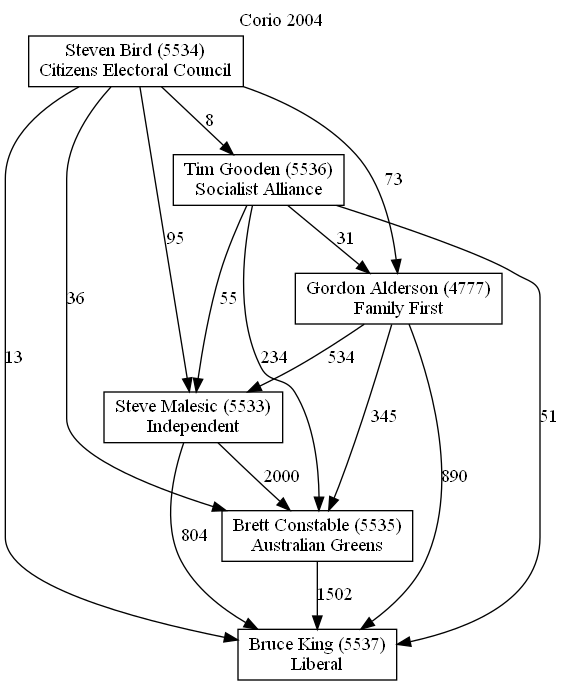 Corio 2004
Steven Bird (5534)
Citizens Electoral Council
8
Tim Gooden (5536)
Socialist Alliance
73
95
31
Gordon Alderson (4777)
Family First
36
55
13
234
534
51
Steve Malesic (5533)
Independent
345
2000
890
Brett Constable (5535)
Australian Greens
804
1502
Bruce King (5537)
Liberal